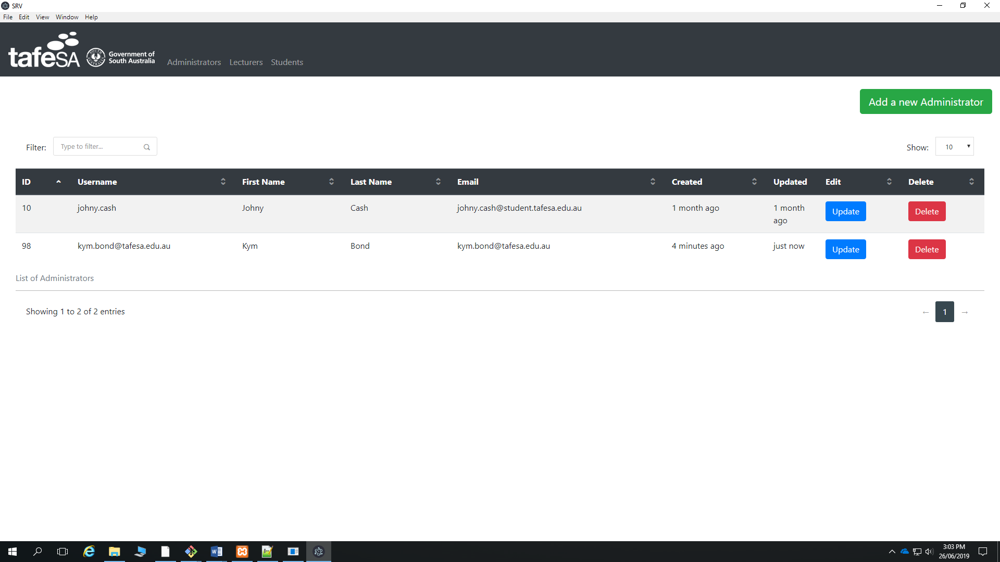 SRV
File Edit View Window Help
tafeSA
SOUTH AUSTRALIA
Government of
South Australia
Administrators Lecturers Students
Add a new Administrator
Filter: Type to filter... Show: 10
ID Username First Name Last Name Email Created Updated Edit Delete
10 johny.cash Johny Cash johny.cash@student.tafesa.edu.au 1 month ago 1 month Update Delete
ago
98 kym.bond@tafesa.edu.au Kym Bond kym.bond@tafesa.edu.au 4 minutes ago just now Update Delete
List of Administrators
Showing 1 to 2 of 2 entries ← 1 →
3:03 PM
26/06/2019